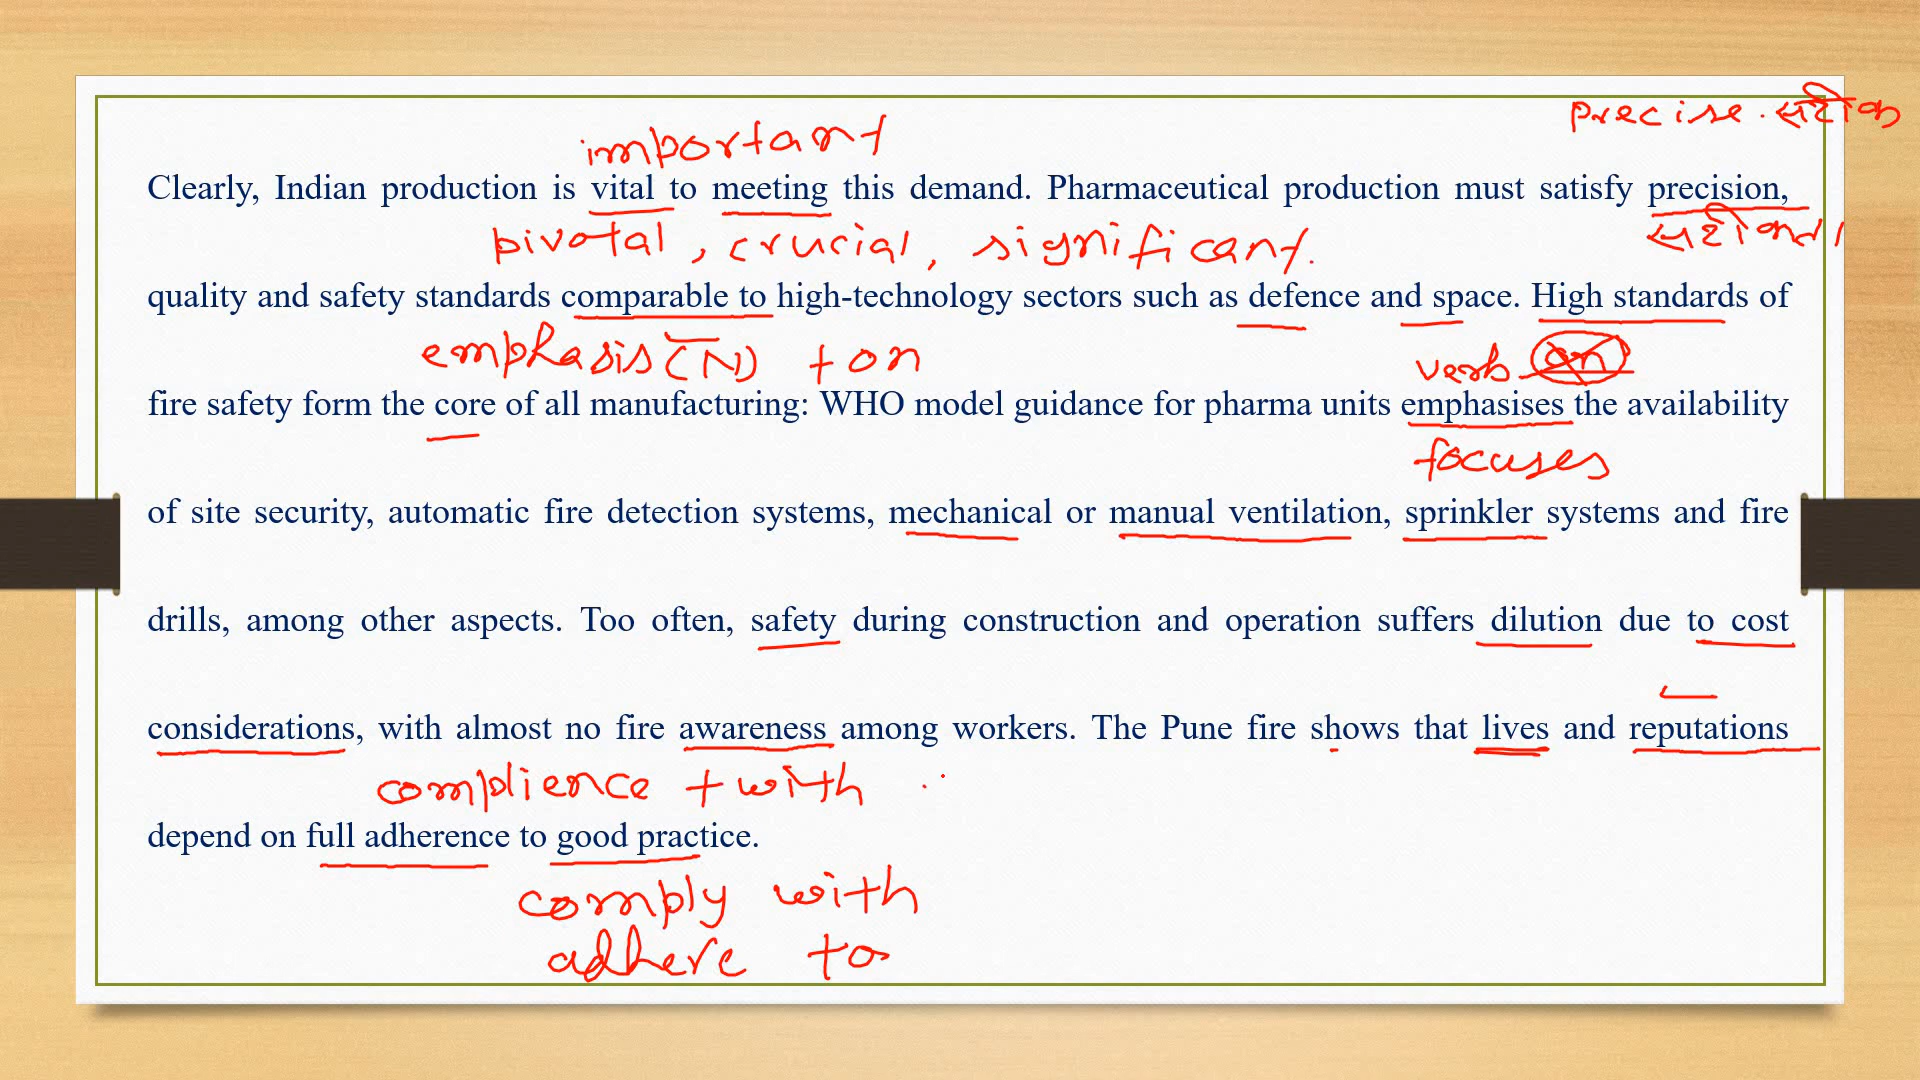 precise. सटीक
important
Clearly, Indian production is vital to meeting this demand. Pharmaceutical production must satisfy precision,
pivotal, crucial, significant. सटीकता
quality and safety standards comparable to high-technology sectors such as defence and space. High standards of
emphasis (N) + on verb on
fire safety form the core of all manufacturing: WHO model guidance for pharma units emphasises the availability
focuses
of site security, automatic fire detection systems, mechanical or manual ventilation, sprinkler systems and fire
drills, among other aspects. Too often, safety during construction and operation suffers dilution due to cost
considerations, with almost no fire awareness among workers. The Pune fire shows that lives and reputations
complience + with
depend on full adherence to good practice.
comply with
adhere to